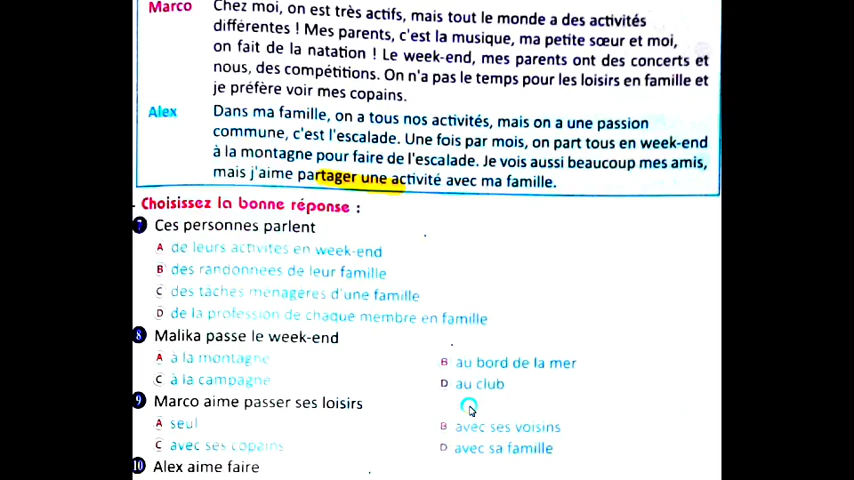 Marco Chez moi, on est très actifs, mais tout le monde a des activités
différentes ! Mes parents, c'est la musique, ma petite sœur et moi,
on fait de la natation ! Le week-end, mes parents ont des concerts et
nous, des compétitions. On n'a pas le temps pour les loisirs en famille et
je préfère voir mes copains.
Alex Dans ma famille, on a tous nos activités, mais on a une passion
commune, c'est l'escalade. Une fois par mois, on part tous en week-end
à la montagne pour faire de l'escalade. Je vois aussi beaucoup mes amis,
mais j'aime partager une activité avec ma famille.
Choisissez la bonne réponse :
7 Ces personnes parlent
A de leurs activités en week-end
B des randonnées de leur famille
C des tâches ménagères d'une famille
D de la profession de chaque membre en famille
8 Malika passe le week-end
A à la montagne B au bord de la mer
C à la campagne D au club
9 Marco aime passer ses loisirs
A seul B avec ses voisins
C avec ses copains D avec sa famille
10 Alex aime faire